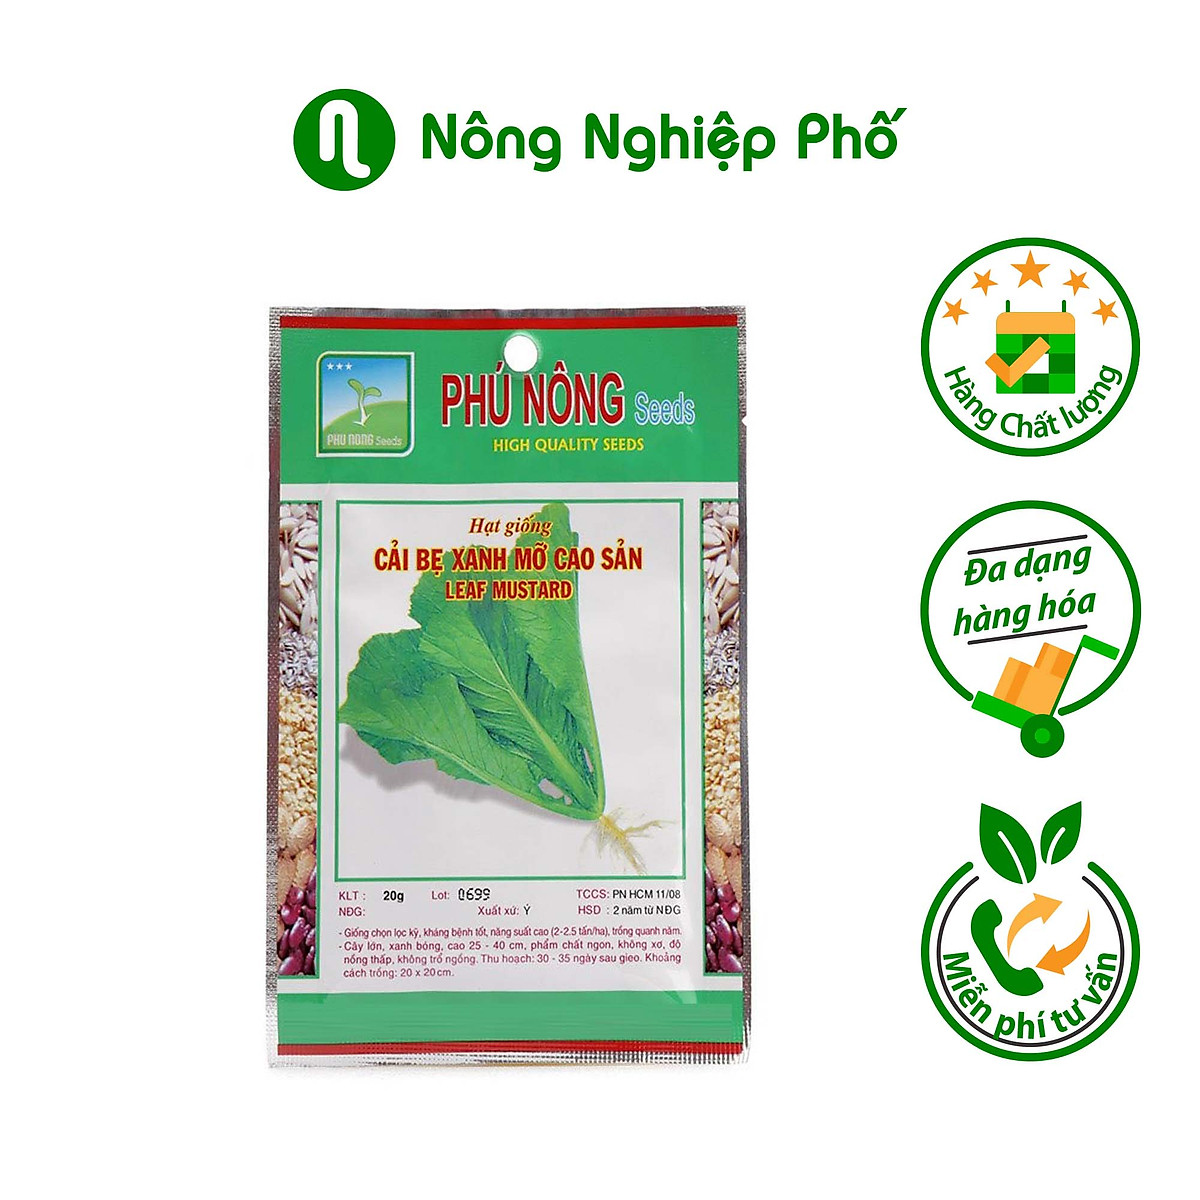 Nông Nghiệp Phố
PHÚ NÔNG Seeds
HIGH QUALITY SEEDS
PHU NONG Seeds
Hạt giống
CẢI BẸ XANH MỠ CAO SẢN
LEAF MUSTARD
KLT : 20g Lot: 0699 TCCS: PN HCM 11/08
NĐG: Xuất xứ: Ý HSD : 2 năm từ NĐG
- Giống chọn lọc kỹ, kháng bệnh tốt, năng suất cao (2-2.5 tấn/ha), trồng quanh năm.
- Cây lớn, xanh bóng, cao 25 - 40 cm, phẩm chất ngon, không xơ, độ
nồng thấp, không trổ ngồng. Thu hoạch: 30 - 35 ngày sau gieo. Khoảng
cách trồng: 20 x 20cm.
Hàng Chất lượng
Đa dạng
hàng hóa
Miễn phí tư vấn